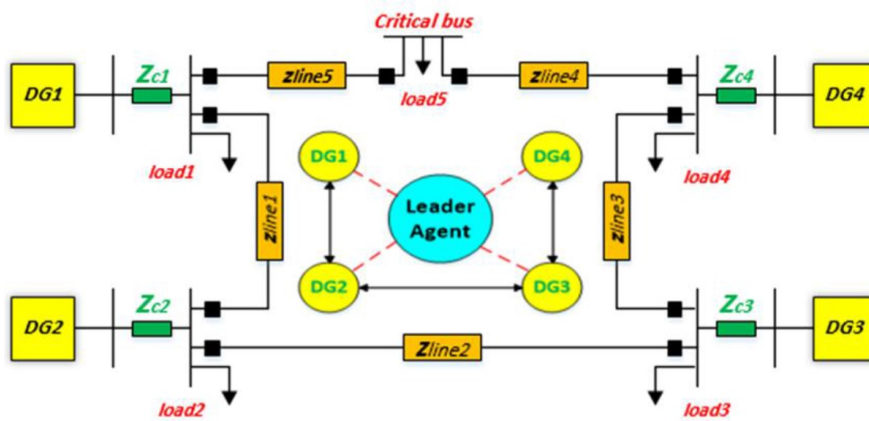 Critical bus
DG1
Zc1
zline5
load5
zline4
Zc4
DG4
load1
load4
DG1
DG4
zline1
Leader
Agent
zline3
DG2
DG3
DG2
Zc2
Zline2
Zc3
DG3
load2
load3